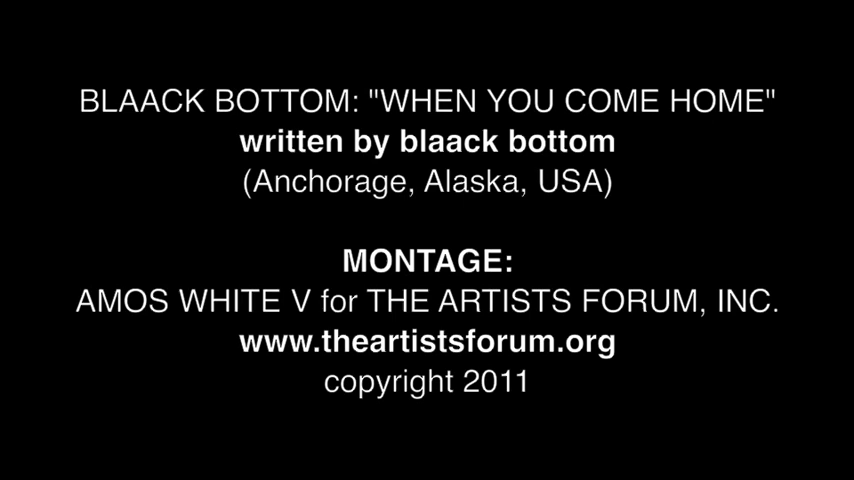 BLAACK BOTTOM: "WHEN YOU COME HOME"
written by blaack bottom
(Anchorage, Alaska, USA)
MONTAGE:
AMOS WHITE V for THE ARTISTS FORUM, INC.
www.theartistsforum.org
copyright 2011